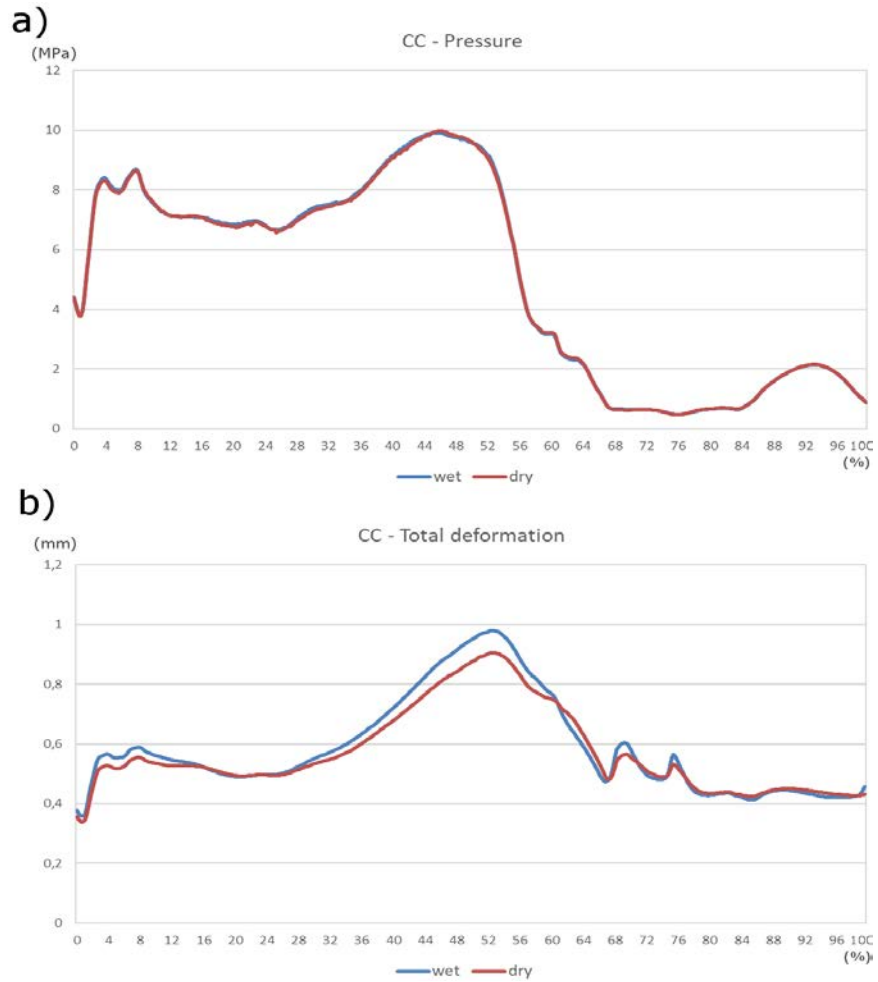 a)
CC - Pressure
(MPa)
12
10
8
6
4
2
0
0 4 8 12 16 20 24 28 32 36 40 44 48 52 56 60 64 68 72 76 80 84 88 92 96 100
(%)
wet dry
b)
CC - Total deformation
(mm)
1,2
1
0,8
0,6
0,4
0,2
0
0 4 8 12 16 20 24 28 32 36 40 44 48 52 56 60 64 68 72 76 80 84 88 92 96 100
(%)
wet dry